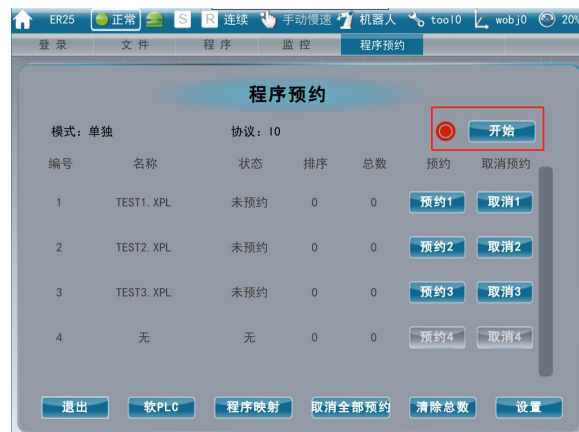 ER25 正常 S R 连续 手动慢速 机器人 tool0 wobj0 20%
登录 文件 程序 监控 程序预约
程序预约
模式：单独 协议：IO 开始
编号 名称 状态 排序 总数 预约 取消预约
1 TEST1.XPL 未预约 0 0 预约1 取消1
2 TEST2.XPL 未预约 0 0 预约2 取消2
3 TEST3.XPL 未预约 0 0 预约3 取消3
4 无 无 0 0 预约4 取消4
退出 软PLC 程序映射 取消全部预约 清除总数 设置